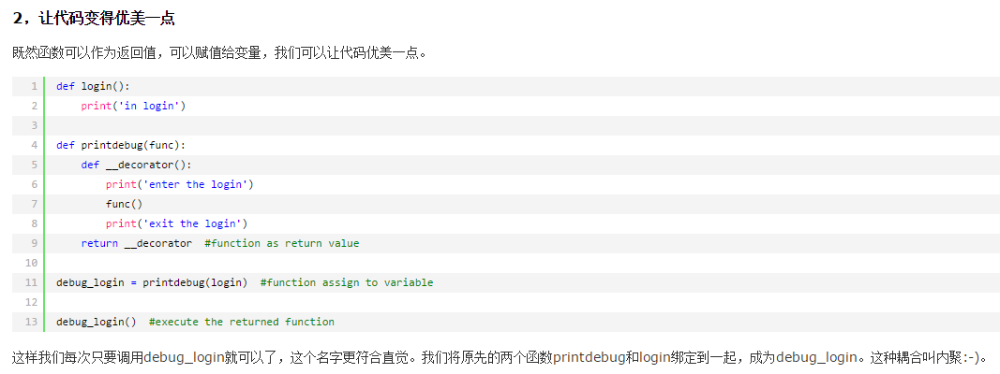 2，让代码变得优美一点
既然函数可以作为返回值，可以赋值给变量，我们可以让代码优美一点。
1 def login():
2     print('in login')
3
4 def printdebug(func):
5     def __decorator():
6         print('enter the login')
7         func()
8         print('exit the login')
9     return __decorator  #function as return value
10
11 debug_login = printdebug(login)  #function assign to variable
12
13 debug_login()  #execute the returned function
这样我们每次只要调用debug_login就可以了，这个名字更符合直觉。我们将原先的两个函数printdebug和login绑定到一起，成为debug_login。这种耦合叫内聚:-)。